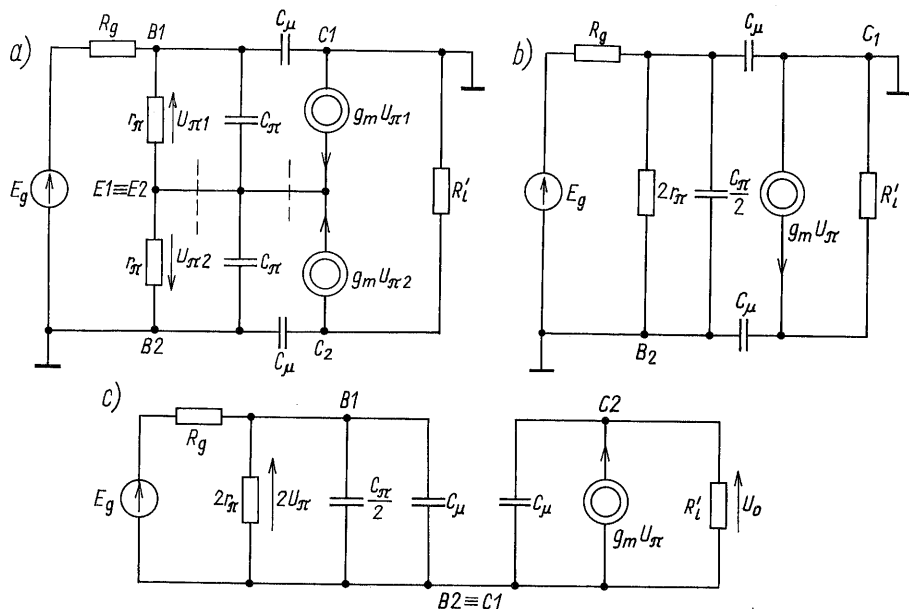 a)
R_g
B1
C_μ
C1
r_π
U_π1
C_π
g_m U_π1
E_g
E1≡E2
R'_l
r_π
U_π2
C_π
g_m U_π2
B2
C_μ
C_2
b)
R_g
C_μ
C_1
E_g
2r_π
C_π/2
g_m U_π
R'_l
C_μ
B_2
c)
B1
C2
R_g
E_g
2r_π
2U_π
C_π/2
C_μ
C_μ
g_m U_π
R'_l
U_o
B2≡C1